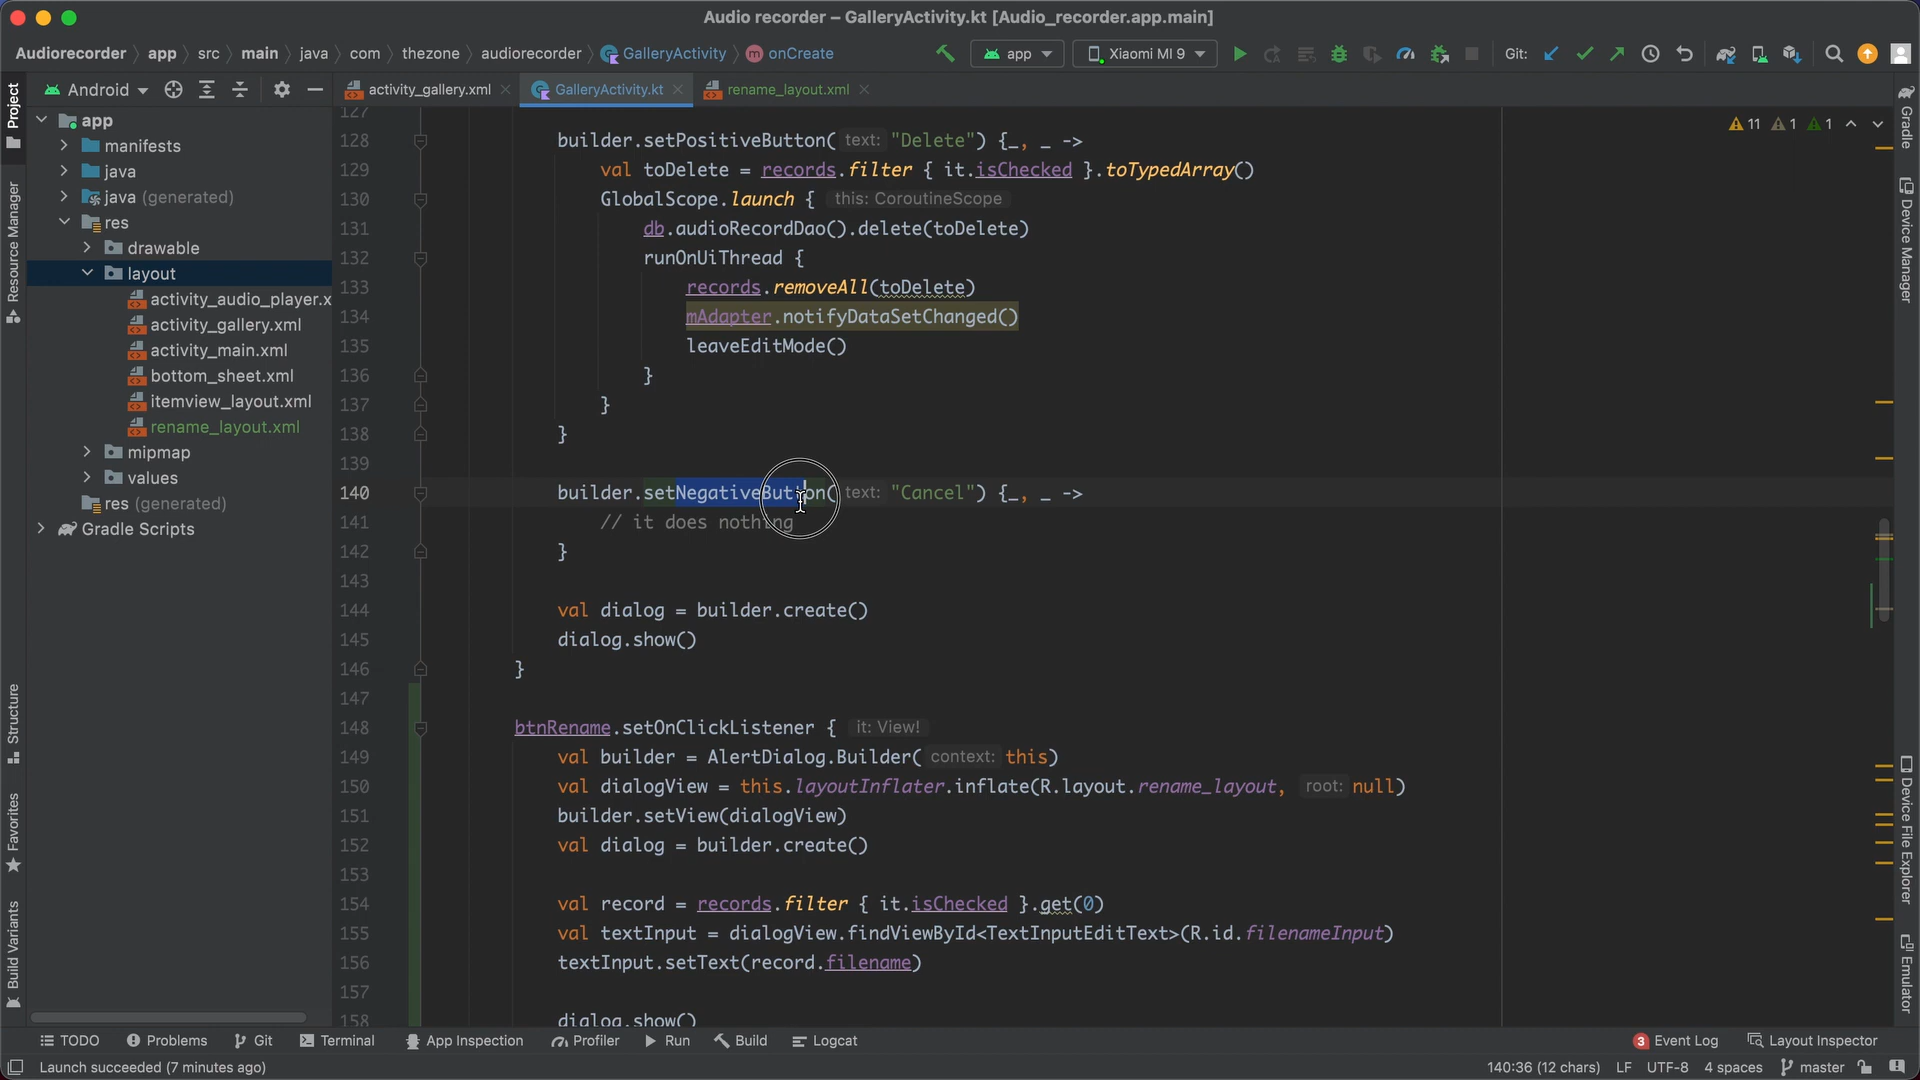 Audio recorder – GalleryActivity.kt [Audio_recorder.app.main]
Audiorecorder app src main java com thezone audiorecorder GalleryActivity onCreate app Xiaomi MI 9 Git:
Android
activity_gallery.xml GalleryActivity.kt rename_layout.xml
Project
Resource Manager
Structure
Favorites
Build Variants
app
manifests
java
java (generated)
res
drawable
layout
activity_audio_player.x
activity_gallery.xml
activity_main.xml
bottom_sheet.xml
itemview_layout.xml
rename_layout.xml
mipmap
values
res (generated)
Gradle Scripts
11 1 1
127
128 builder.setPositiveButton( text: "Delete") {_, _ ->
129 val toDelete = records.filter { it.isChecked }.toTypedArray()
130 GlobalScope.launch { this: CoroutineScope
131 db.audioRecordDao().delete(toDelete)
132 runOnUiThread {
133 records.removeAll(toDelete)
134 mAdapter.notifyDataSetChanged()
135 leaveEditMode()
136 }
137 }
138 }
139
140 builder.setNegativeButton( text: "Cancel") {_, _ ->
141 // it does nothing
142 }
143
144 val dialog = builder.create()
145 dialog.show()
146 }
147
148 btnRename.setOnClickListener { it: View!
149 val builder = AlertDialog.Builder( context: this)
150 val dialogView = this.layoutInflater.inflate(R.layout.rename_layout, root: null)
151 builder.setView(dialogView)
152 val dialog = builder.create()
153
154 val record = records.filter { it.isChecked }.get(0)
155 val textInput = dialogView.findViewById<TextInputEditText>(R.id.filenameInput)
156 textInput.setText(record.filename)
157
158 dialog.show()
Gradle
Device Manager
Device File Explorer
Emulator
TODO Problems Git Terminal App Inspection Profiler Run Build Logcat 3 Event Log Layout Inspector
Launch succeeded (7 minutes ago) 140:36 (12 chars) LF UTF-8 4 spaces master